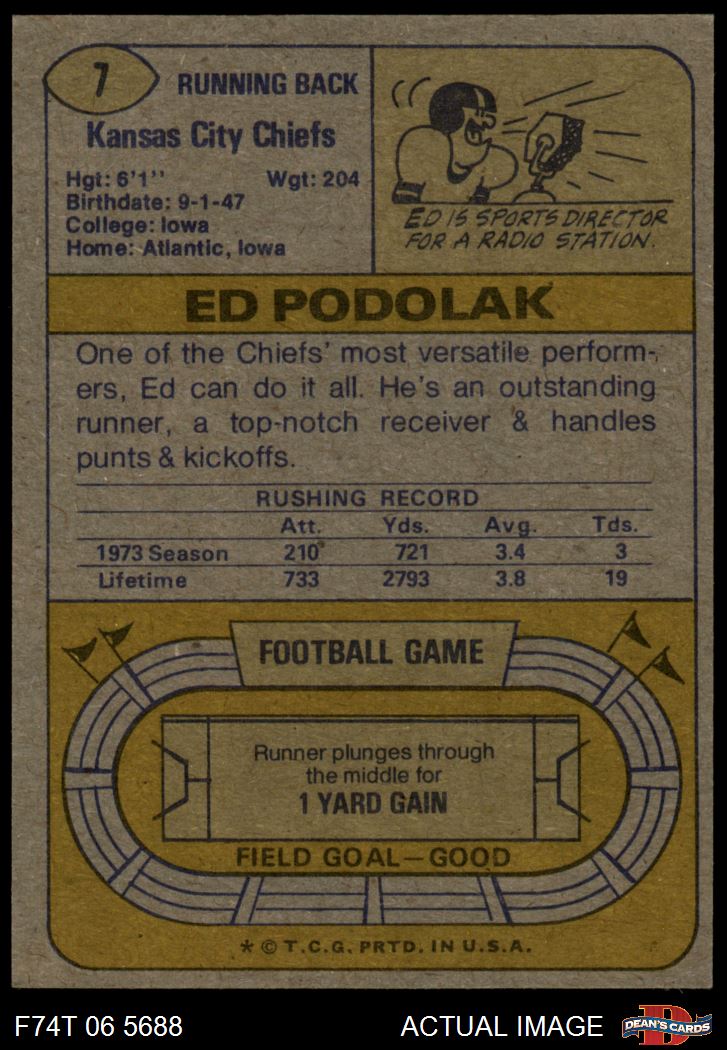 7
RUNNING BACK
Kansas City Chiefs
Hgt: 6'1'' Wgt: 204
Birthdate: 9-1-47
College: Iowa
Home: Atlantic, Iowa
ED IS SPORTS DIRECTOR
FOR A RADIO STATION.
ED PODOLAK
One of the Chiefs' most versatile perform-
ers, Ed can do it all. He's an outstanding
runner, a top-notch receiver & handles
punts & kickoffs.
RUSHING RECORD
Att. Yds. Avg. Tds.
1973 Season 210 721 3.4 3
Lifetime 733 2793 3.8 19
FOOTBALL GAME
Runner plunges through
the middle for
1 YARD GAIN
FIELD GOAL—GOOD
* © T.C.G. PRTD. IN U.S.A.
F74T 06 5688 ACTUAL IMAGE D DEAN'S CARDS